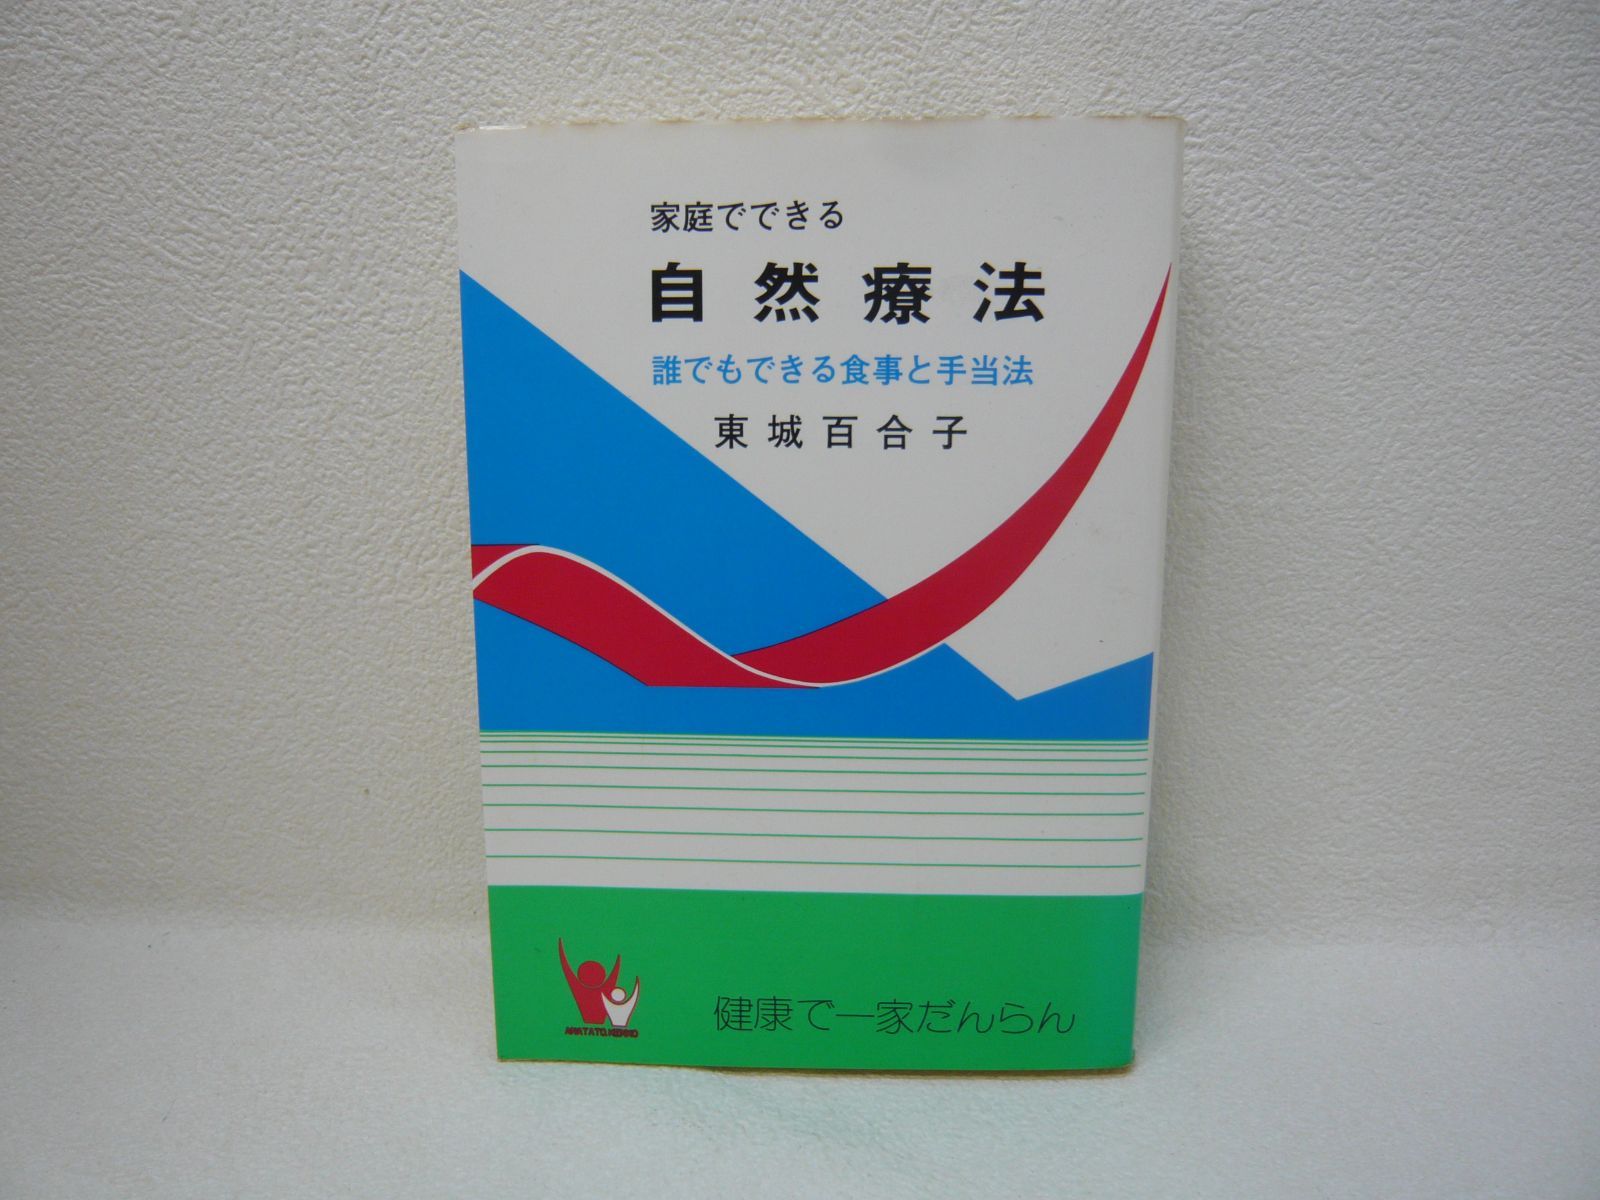 家庭でできる
自然療法
誰でもできる食事と手当法
東城百合子
健康で一家だんらん